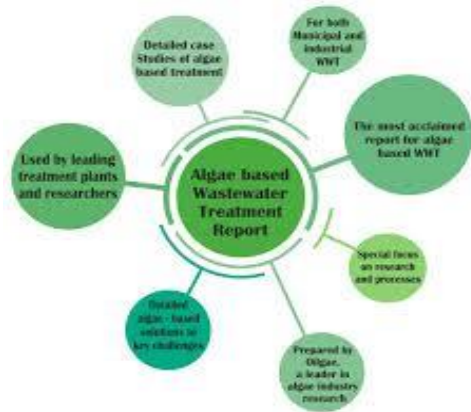 Detailed case
Studies of algae
based treatment
For both
Municipal and
industrial
WWT
The most acclaimed
report for algae
based WWT
Used by leading
treatment plants
and researchers
Algae based
Wastewater
Treatment
Report
Special focus
on research
and processes
Detailed
algae - based
solutions to
key challenges
Prepared by
Oilgae,
a leader in
algae industry
research